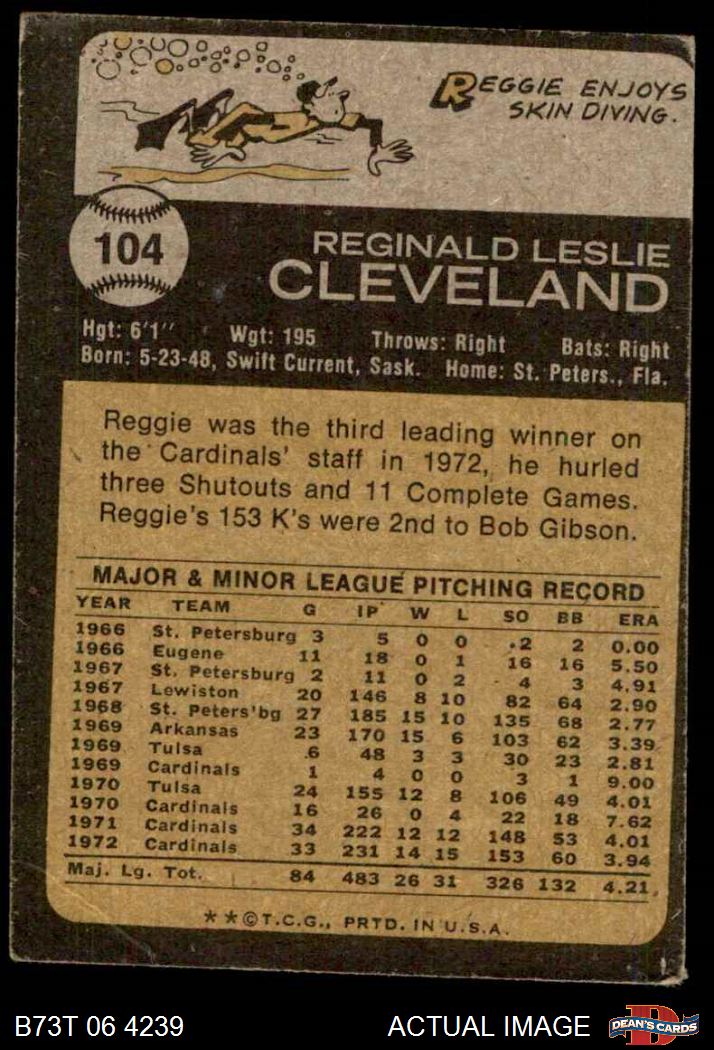 REGGIE ENJOYS
SKIN DIVING.
104
REGINALD LESLIE
CLEVELAND
Hgt: 6'1" Wgt: 195 Throws: Right Bats: Right
Born: 5-23-48, Swift Current, Sask. Home: St. Peters., Fla.
Reggie was the third leading winner on
the Cardinals' staff in 1972, he hurled
three Shutouts and 11 Complete Games.
Reggie's 153 K's were 2nd to Bob Gibson.
MAJOR & MINOR LEAGUE PITCHING RECORD
YEAR TEAM G IP W L SO BB ERA
1966 St. Petersburg 3 5 0 0 2 2 0.00
1966 Eugene 11 18 0 1 16 16 5.50
1967 St. Petersburg 2 11 0 2 4 3 4.91
1967 Lewiston 20 146 8 10 82 64 2.90
1968 St. Peters'bg 27 185 15 10 135 68 2.77
1969 Arkansas 23 170 15 6 103 62 3.39
1969 Tulsa 6 48 3 3 30 23 2.81
1969 Cardinals 1 4 0 0 3 1 9.00
1970 Tulsa 24 155 12 8 106 49 4.01
1970 Cardinals 16 26 0 4 22 18 7.62
1971 Cardinals 34 222 12 12 148 53 4.01
1972 Cardinals 33 231 14 15 153 60 3.94
Maj. Lg. Tot. 84 483 26 31 326 132 4.21
**©T.C.G., PRTD. IN U.S.A.
B73T 06 4239 ACTUAL IMAGE DEAN'S CARDS